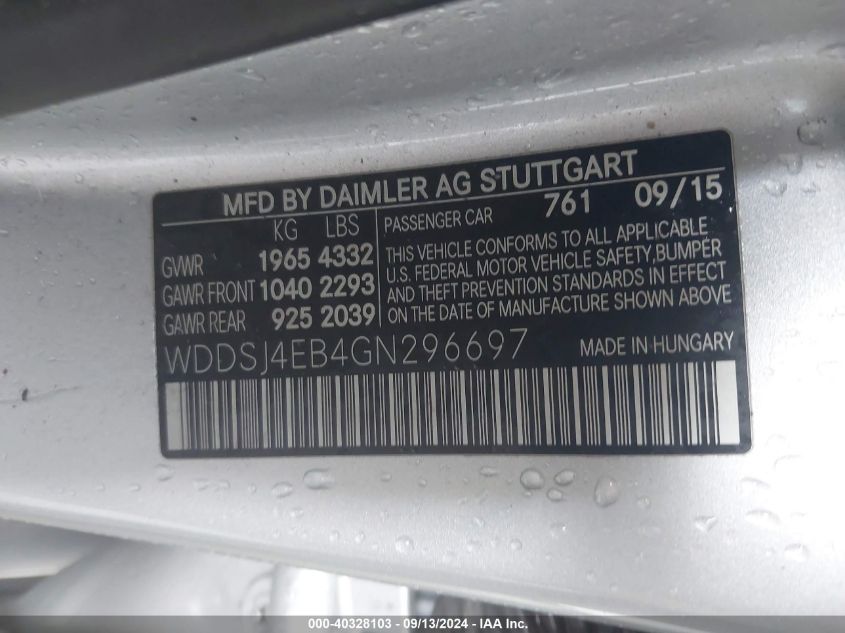 MFD BY DAIMLER AG STUTTGART
KG LBS
GVWR 1965 4332
GAWR FRONT 1040 2293
GAWR REAR 925 2039
PASSENGER CAR 761 09/15
THIS VEHICLE CONFORMS TO ALL APPLICABLE
U.S. FEDERAL MOTOR VEHICLE SAFETY,BUMPER
AND THEFT PREVENTION STANDARDS IN EFFECT
ON THE DATE OF MANUFACTURE SHOWN ABOVE
WDDSJ4EB4GN296697 MADE IN HUNGARY
000-40328103 - 09/13/2024 - IAA Inc.